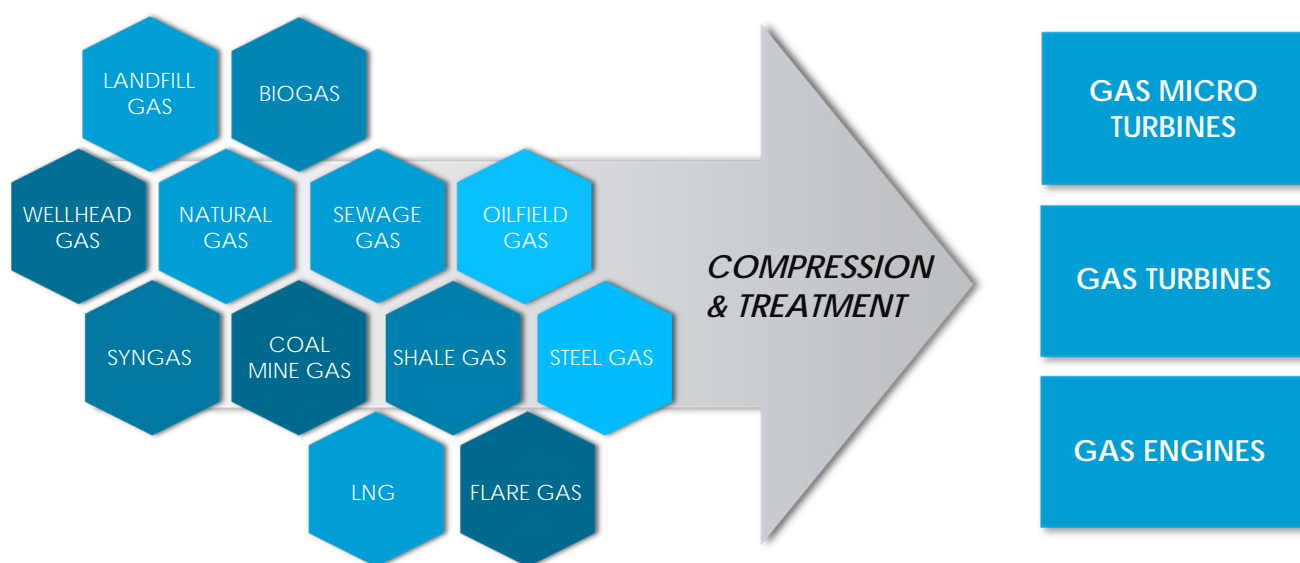 LANDFILL
GAS
BIOGAS
WELLHEAD
GAS
NATURAL
GAS
SEWAGE
GAS
OILFIELD
GAS
SYNGAS
COAL
MINE GAS
SHALE GAS
STEEL GAS
LNG
FLARE GAS
COMPRESSION
& TREATMENT
GAS MICRO
TURBINES
GAS TURBINES
GAS ENGINES